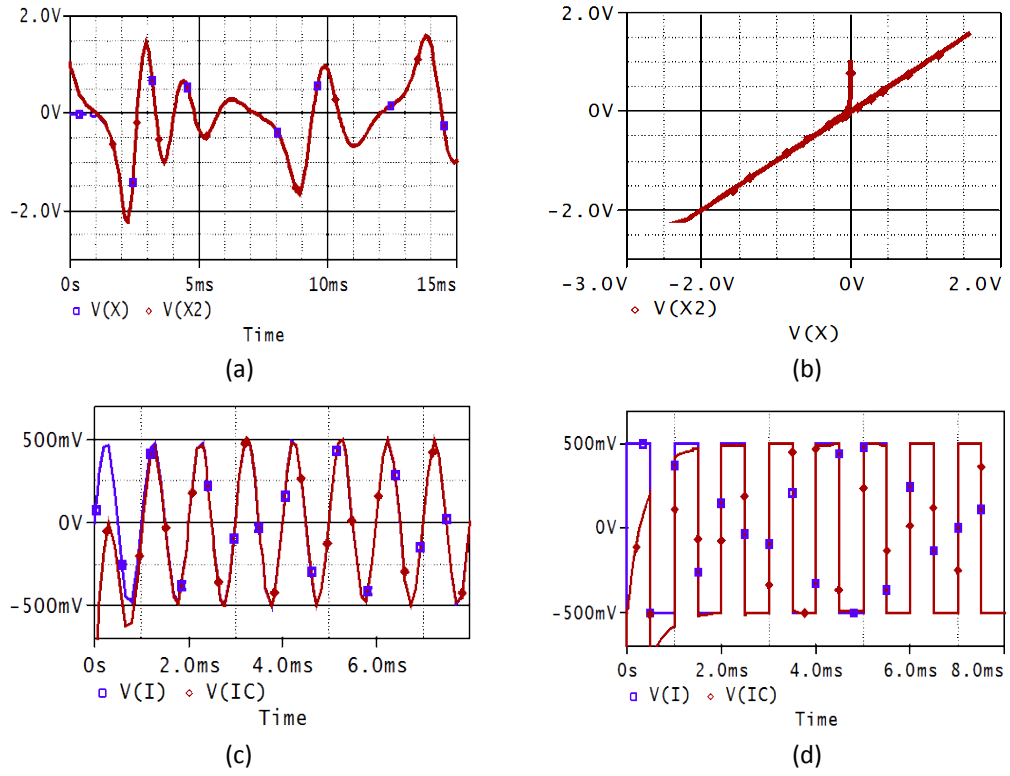 2.0V
0V
-2.0V
0s 5ms 10ms 15ms
V(X) V(X2)
Time
(a)
2.0V
0V
-2.0V
-3.0V -2.0V 0V 2.0V
V(X2)
V(X)
(b)
500mV
0V
-500mV
0s 2.0ms 4.0ms 6.0ms
V(I) V(IC)
Time
(c)
500mV
0V
-500mV
0s 2.0ms 4.0ms 6.0ms 8.0ms
V(I) V(IC)
Time
(d)